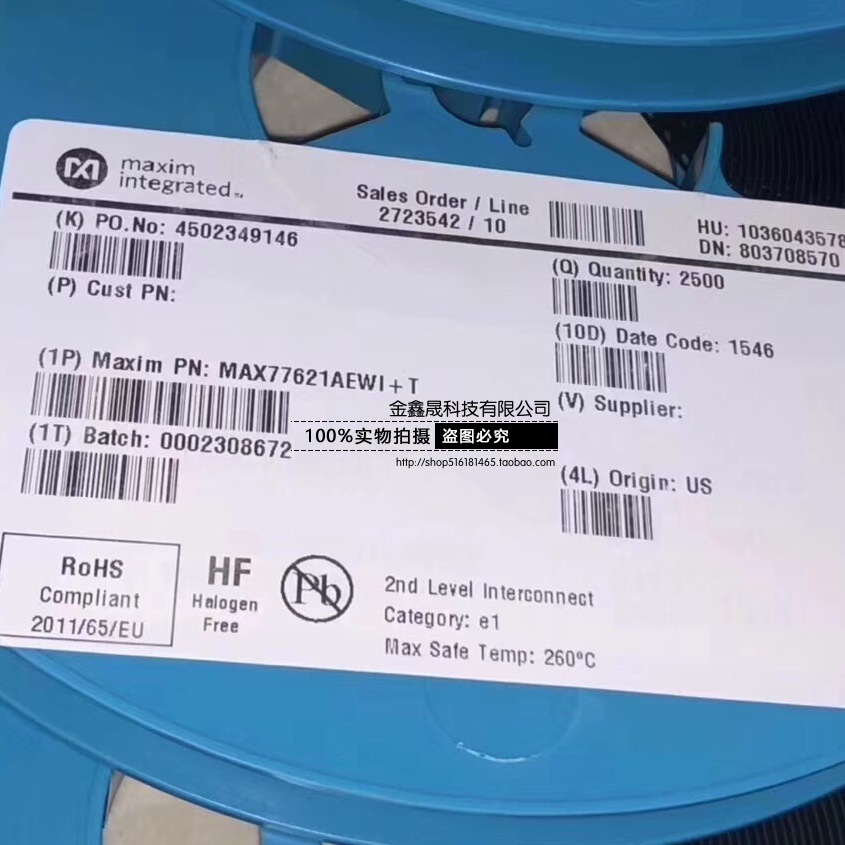 maxim
integrated™
Sales Order / Line
2723542 / 10
HU: 1036043578
DN: 803708570
(K) PO.No: 4502349146
(P) Cust PN:
(Q) Quantity: 2500
(10D) Date Code: 1546
(1P) Maxim PN: MAX77621AEWI+T
(V) Supplier:
金鑫晟科技有限公司
100%实物拍摄 盗图必究
http://shop516181465.taobao.com
(1T) Batch: 0002308672
(4L) Origin: US
RoHS
Compliant
2011/65/EU
HF
Halogen
Free
Pb
2nd Level Interconnect
Category: e1
Max Safe Temp: 260°C